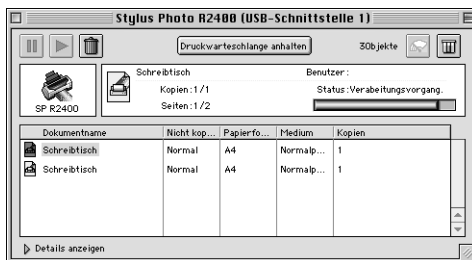 Stylus Photo R2400 (USB-Schnittstelle 1)
Druckwarteschlange anhalten
3Objekte
SP R2400
Schreibtisch
Benutzer:
Kopien:1/1
Status:Verabeitungsvorgang.
Seiten:1/2
Dokumentname Nicht kop... Papierfo... Medium Kopien
Schreibtisch Normal A4 Normalp... 1
Schreibtisch Normal A4 Normalp... 1
Details anzeigen